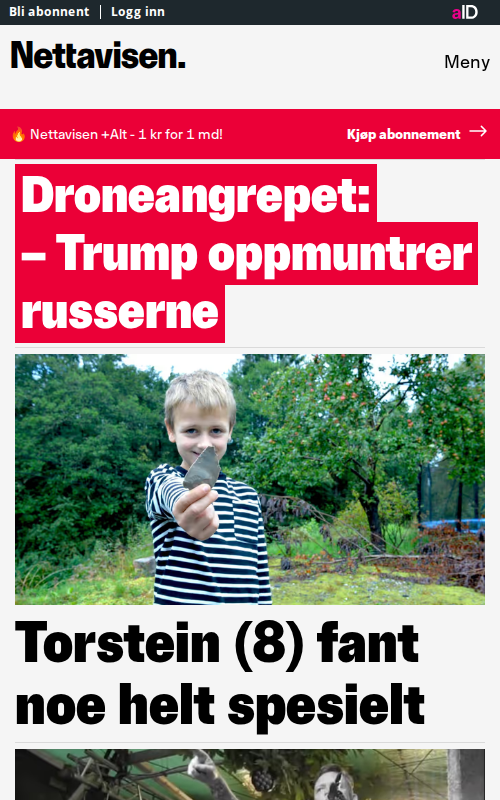 Bli abonnent | Logg inn
aID
Nettavisen.
Meny
🔥 Nettavisen +Alt - 1 kr for 1 md!
Kjøp abonnement →
Droneangrepet:
– Trump oppmuntrer
russerne
Torstein (8) fant
noe helt spesielt